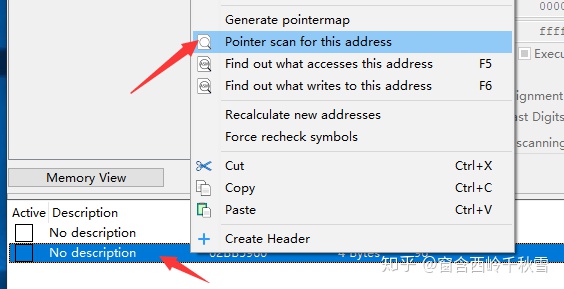 0000
Generate pointermap
Pointer scan for this address
ffff
Find out what accesses this address F5
Execu
Find out what writes to this address F6
ignment
Recalculate new addresses
ast Digits
Force recheck symbols
scanning
Cut Ctrl+X
Memory View
Copy Ctrl+C
Paste Ctrl+V
Active Description
No description
Create Header
No description 4 Bytes
知乎 @窗含西岭千秋雪